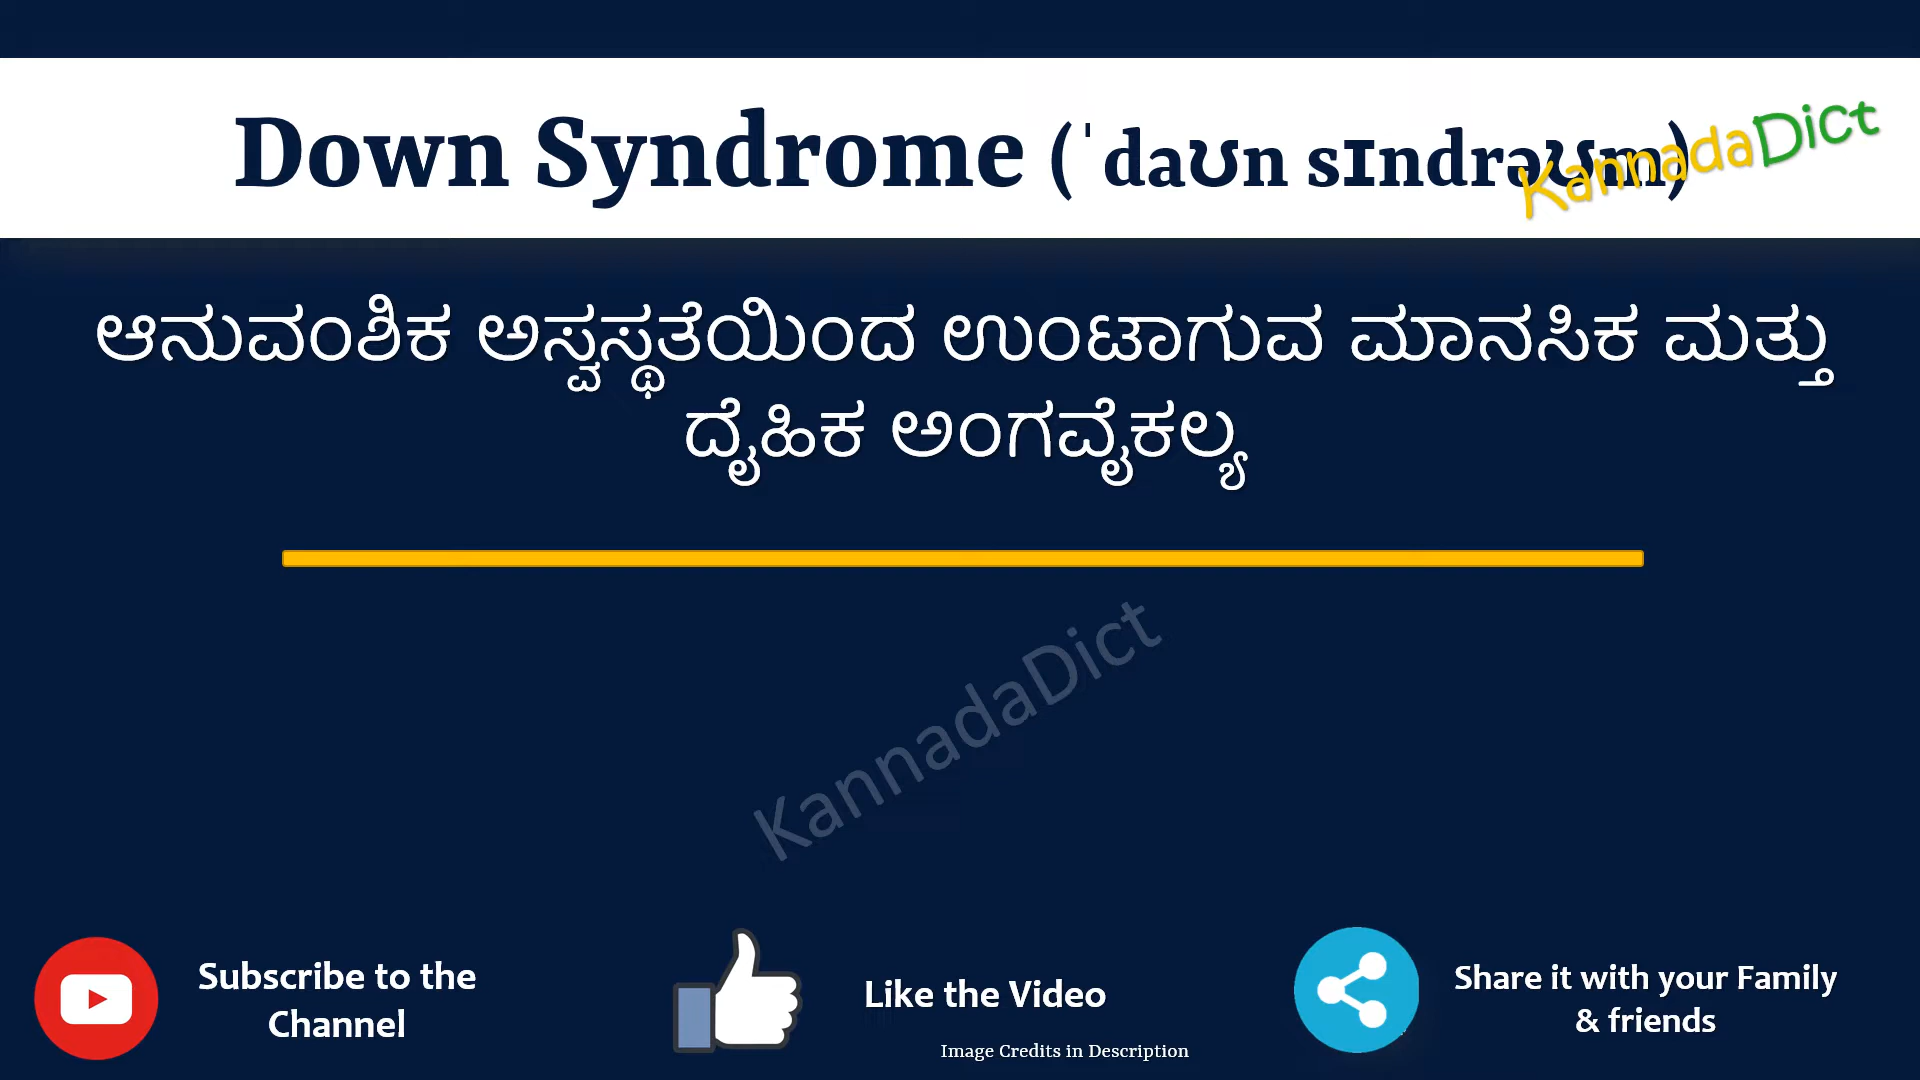 Down Syndrome (ˈdaʊn sɪndrəʊm)
KannadaDict
ಆನುವಂಶಿಕ ಅಸ್ವಸ್ಥತೆಯಿಂದ ಉಂಟಾಗುವ ಮಾನಸಿಕ ಮತ್ತು
ದೈಹಿಕ ಅಂಗವೈಕಲ್ಯ
KannadaDict
Subscribe to the
Channel
Like the Video
Share it with your Family
& friends
Image Credits in Description